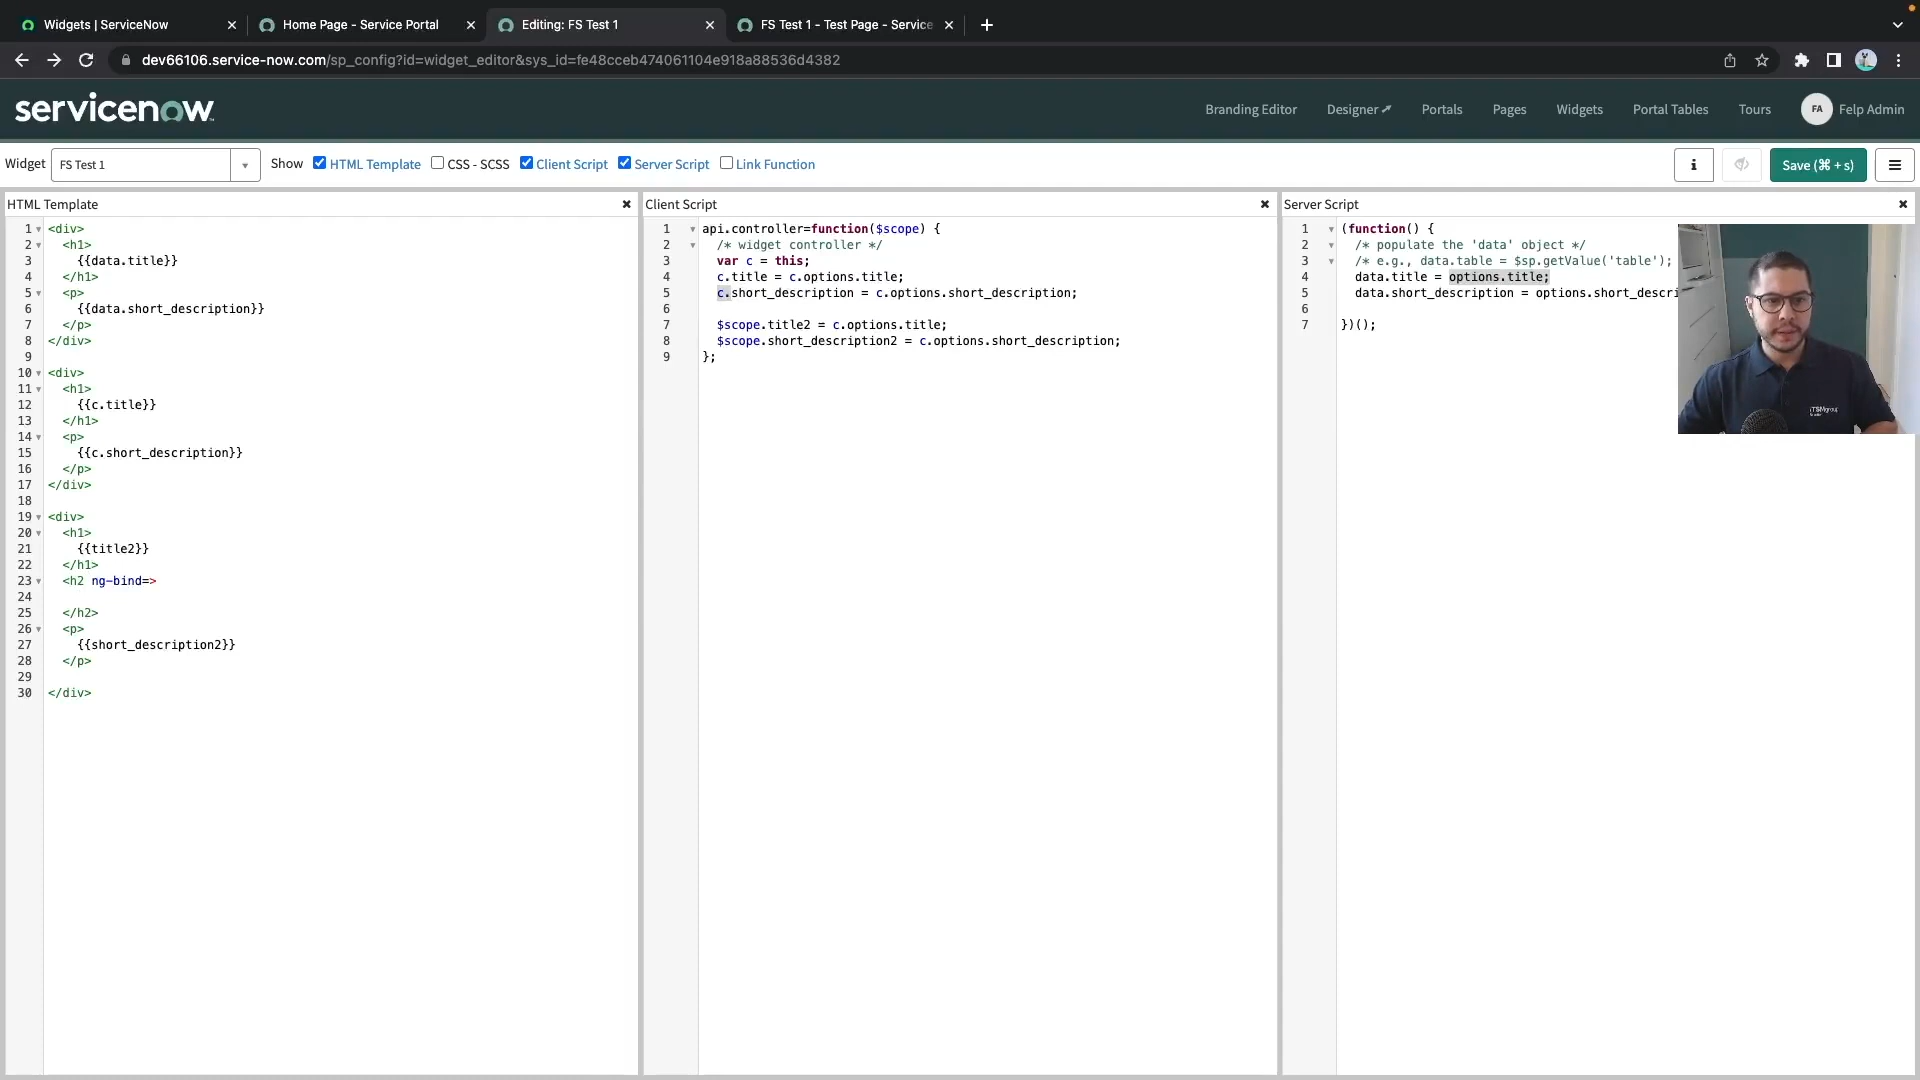 Widgets | ServiceNow
Home Page - Service Portal
Editing: FS Test 1
FS Test 1 - Test Page - Service
dev66106.service-now.com/sp_config?id=widget_editor&sys_id=fe48cceb474061104e918a88536d4382
servicenow
Branding Editor
Designer
Portals
Pages
Widgets
Portal Tables
Tours
FA
Felp Admin
Widget
FS Test 1
Show
HTML Template
CSS - SCSS
Client Script
Server Script
Link Function
i
Save (⌘ + s)
HTML Template
1 <div>
2 <h1>
3 {{data.title}}
4 </h1>
5 <p>
6 {{data.short_description}}
7 </p>
8 </div>
9
10 <div>
11 <h1>
12 {{c.title}}
13 </h1>
14 <p>
15 {{c.short_description}}
16 </p>
17 </div>
18
19 <div>
20 <h1>
21 {{title2}}
22 </h1>
23 <h2 ng-bind=>
24
25 </h2>
26 <p>
27 {{short_description2}}
28 </p>
29
30 </div>
Client Script
1 api.controller=function($scope) {
2 /* widget controller */
3 var c = this;
4 c.title = c.options.title;
5 c.short_description = c.options.short_description;
6
7 $scope.title2 = c.options.title;
8 $scope.short_description2 = c.options.short_description;
9 };
Server Script
1 (function() {
2 /* populate the 'data' object */
3 /* e.g., data.table = $sp.getValue('table');
4 data.title = options.title;
5 data.short_description = options.short_descri
6
7 })();